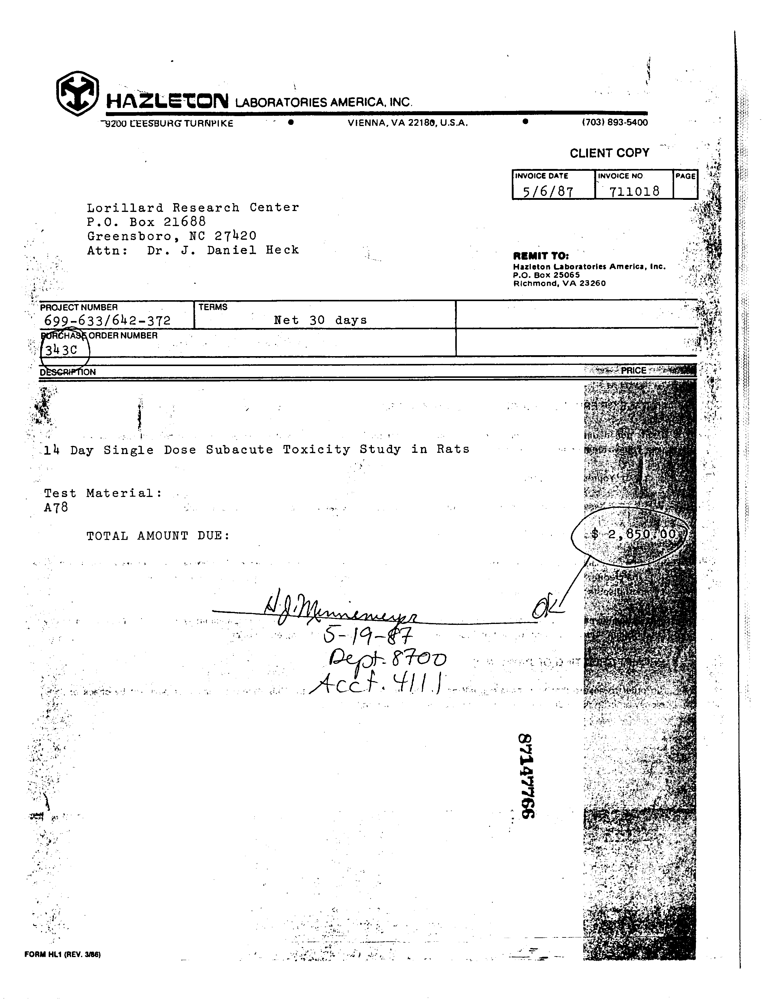 HAZLETON LABORATORIES AMERICA, INC.
9200 LEESBURG TURNPIKE • VIENNA, VA 22180, U.S.A. • (703) 893-5400
CLIENT COPY
INVOICE DATE INVOICE NO PAGE
5/6/87 711018
Lorillard Research Center
P.O. Box 21688
Greensboro, NC 27420
Attn: Dr. J. Daniel Heck
REMIT TO:
Hazleton Laboratories America, Inc.
P.O. Box 25065
Richmond, VA 23260
PROJECT NUMBER TERMS
699-633/642-372 Net 30 days
PURCHASE ORDER NUMBER
343C
DESCRIPTION PRICE
14 Day Single Dose Subacute Toxicity Study in Rats
Test Material:
A78
TOTAL AMOUNT DUE: $ 2,850.00
H.J. Minnemeyer OK
5-19-87
Dept. 8700
Acct. 4111
87147766
FORM HL1 (REV. 3/86)